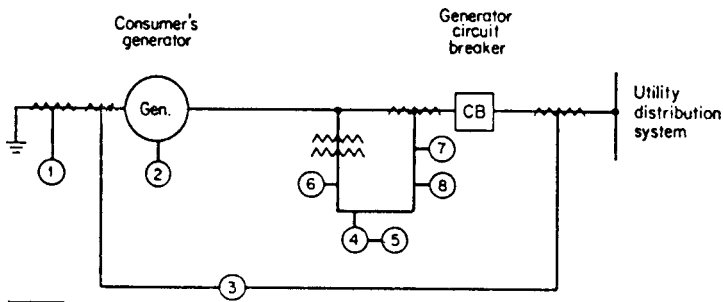 Consumer's
generator
Generator
circuit
breaker
Gen.
CB
Utility
distribution
system
1
2
7
6
8
4
5
3